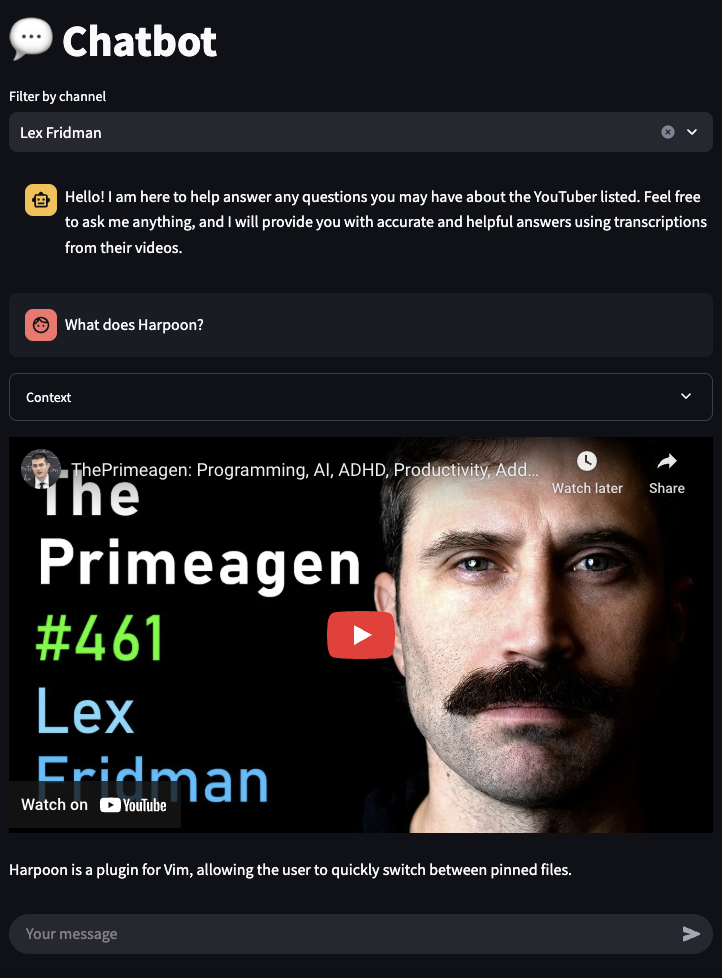 Chatbot
Filter by channel
Lex Fridman
Hello! I am here to help answer any questions you may have about the YouTuber listed. Feel free
to ask me anything, and I will provide you with accurate and helpful answers using transcriptions
from their videos.
What does Harpoon?
Context
ThePrimeagen: Programming, AI, ADHD, Productivity, Add...
Watch later
Share
The
Primeagen
#461
Lex
Fridman
Watch on YouTube
Harpoon is a plugin for Vim, allowing the user to quickly switch between pinned files.
Your message